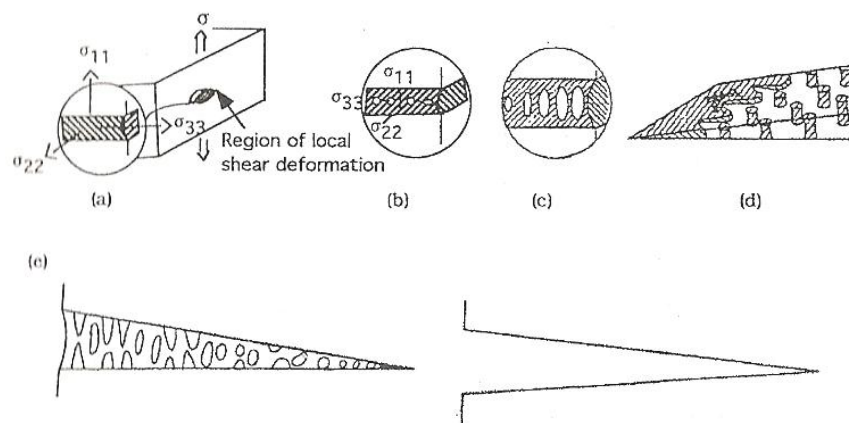 σ
σ11
σ33
σ22
Region of local
shear deformation
(a)
σ11
σ33
σ22
(b)
(c)
(d)
(e)